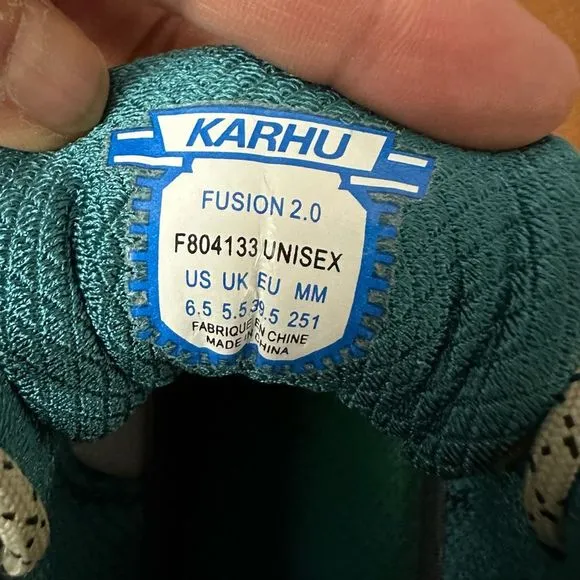 KARHU
FUSION 2.0
F804133 UNISEX
US UK EU MM
6.5 5.5 39.5 251
FABRIQUE EN CHINE
MADE IN CHINA